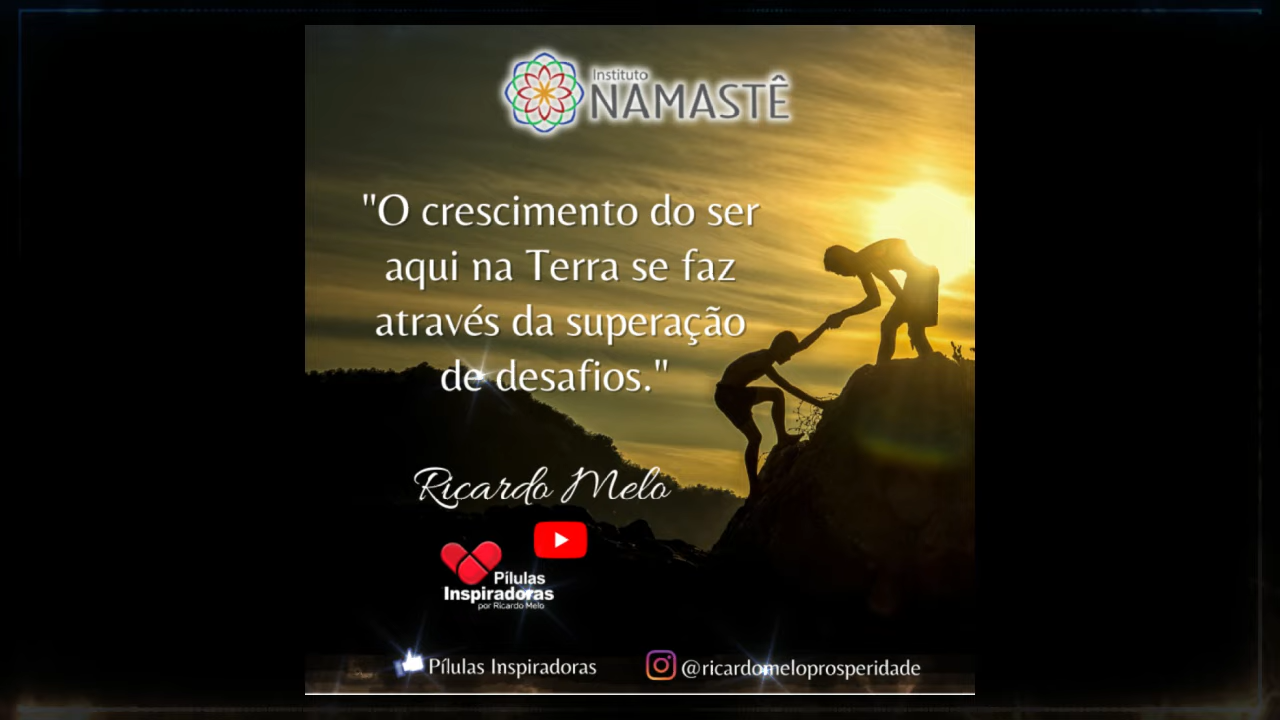 Instituto
NAMASTÊ
"O crescimento do ser
aqui na Terra se faz
através da superação
de desafios."
Ricardo Melo
Pílulas
Inspiradoras
por Ricardo Melo
Pílulas Inspiradoras
@ricardomeloprosperidade